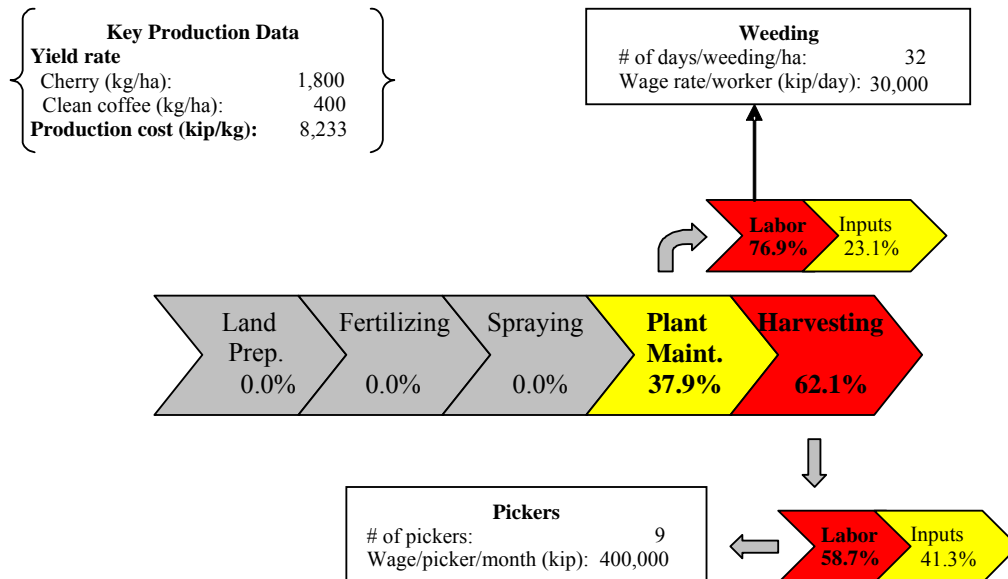 Key Production Data
Yield rate
Cherry (kg/ha): 1,800
Clean coffee (kg/ha): 400
Production cost (kip/kg): 8,233
Weeding
# of days/weeding/ha: 32
Wage rate/worker (kip/day): 30,000
Labor
76.9%
Inputs
23.1%
Land
Prep.
0.0%
Fertilizing
0.0%
Spraying
0.0%
Plant
Maint.
37.9%
Harvesting
62.1%
Pickers
# of pickers: 9
Wage/picker/month (kip): 400,000
Labor
58.7%
Inputs
41.3%